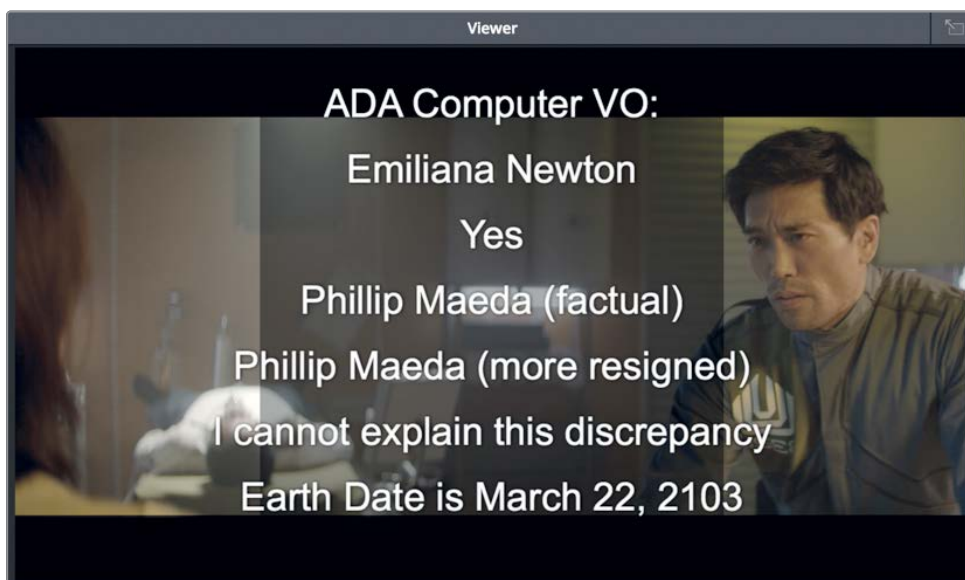 Viewer
ADA Computer VO:
Emiliana Newton
Yes
Phillip Maeda (factual)
Phillip Maeda (more resigned)
I cannot explain this discrepancy
Earth Date is March 22, 2103